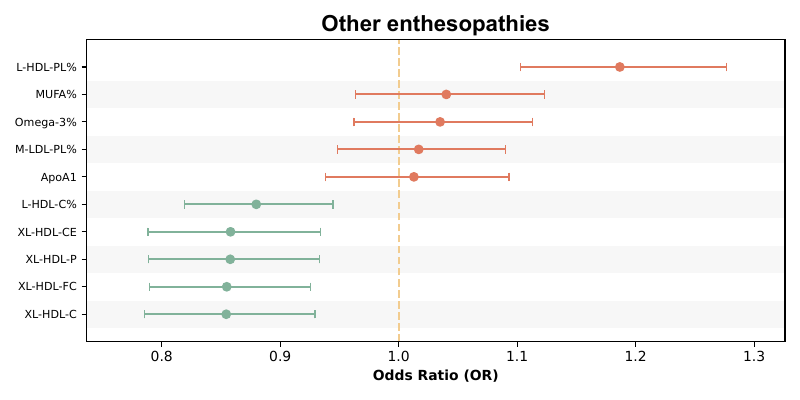 Other enthesopathies
L-HDL-PL%
MUFA%
Omega-3%
M-LDL-PL%
ApoA1
L-HDL-C%
XL-HDL-CE
XL-HDL-P
XL-HDL-FC
XL-HDL-C
0.8 0.9 1.0 1.1 1.2 1.3
Odds Ratio (OR)